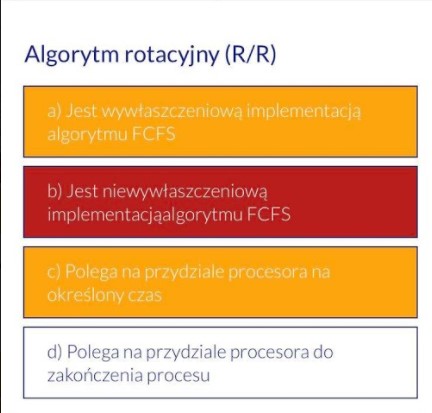 Algorytm rotacyjny (R/R)
a) Jest wywłaszczeniową implementacją
algorytmu FCFS
b) Jest niewywłaszczeniową
implementacjąalgorytmu FCFS
c) Polega na przydziale procesora na
określony czas
d) Polega na przydziale procesora do
zakończenia procesu